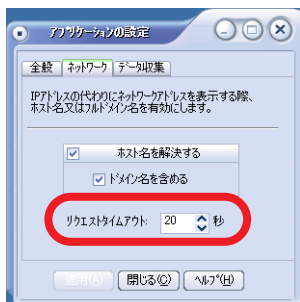 アプリケーションの設定
全般 ネットワーク データ収集
IPアドレスの代わりにネットワークアドレスを表示する際、
ホスト名又はフルドメイン名を有効にします。
ホスト名を解決する
ドメイン名を含める
リクエストタイムアウト: 20 秒
適用(A) 閉じる(C) ヘルプ(H)